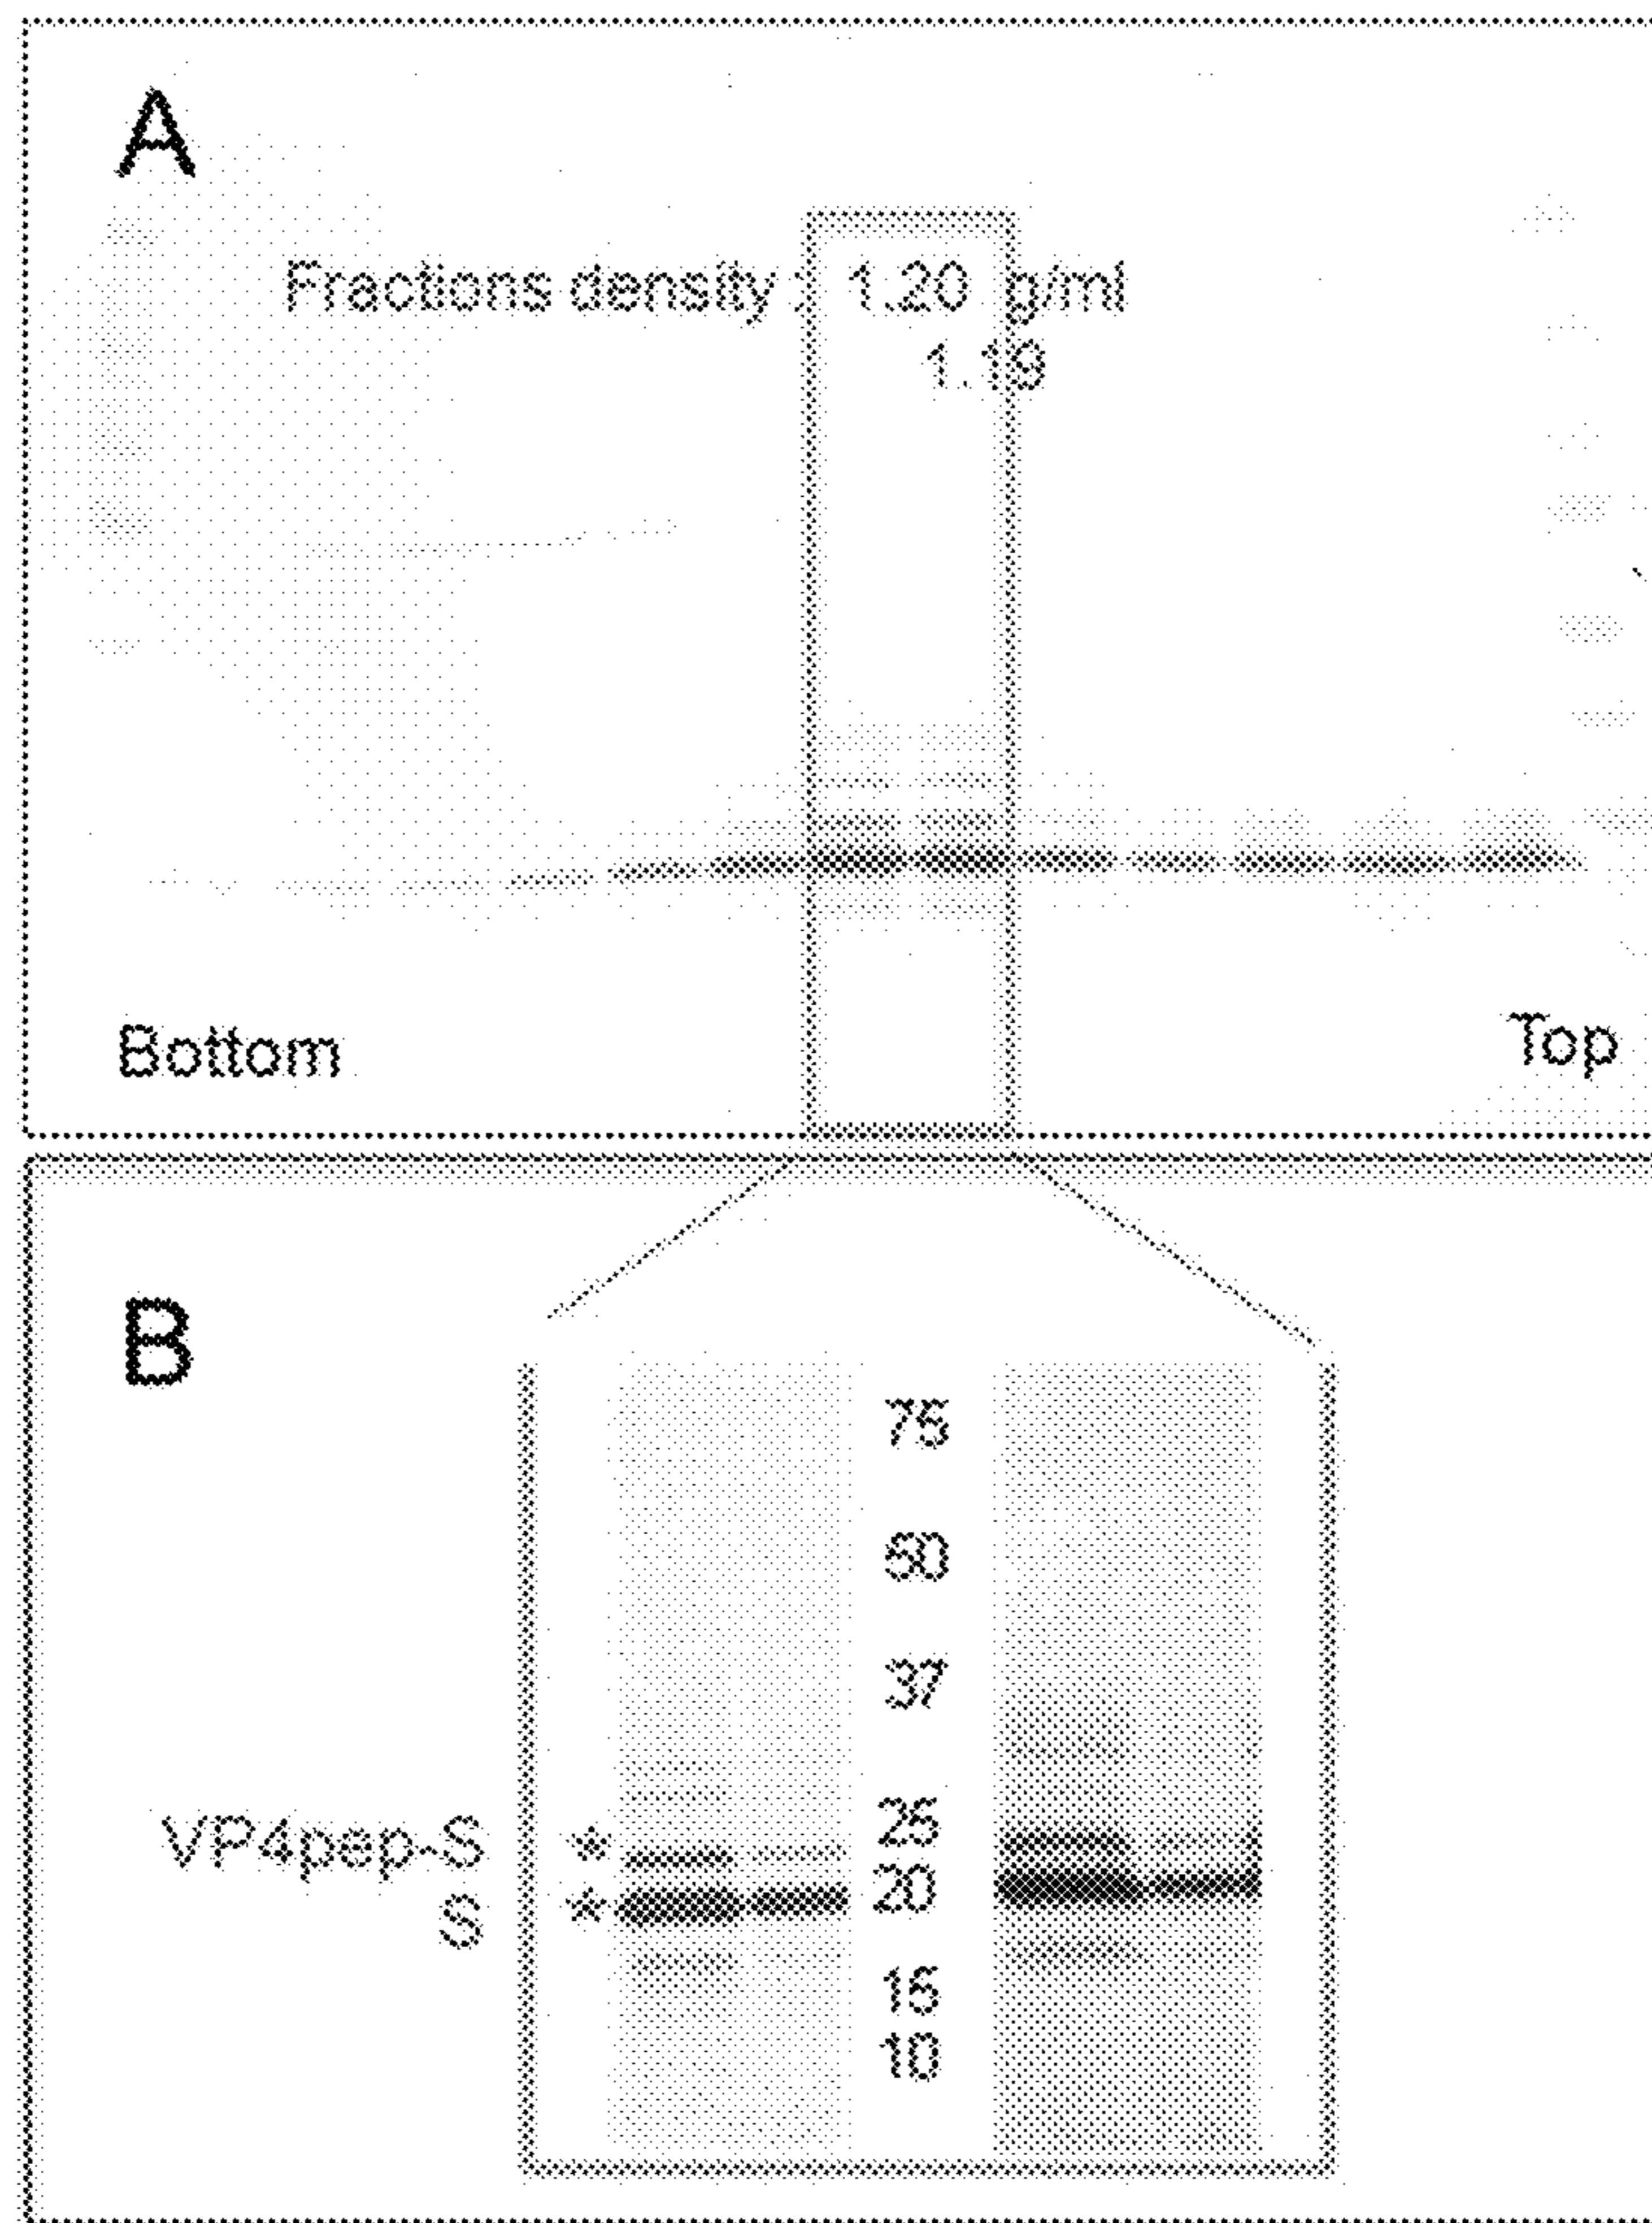 A
Fractions density : 1.20 g/ml
1.19
Bottom
Top
B
75
50
37
25
VP4pep-S *
20
S *
15
10